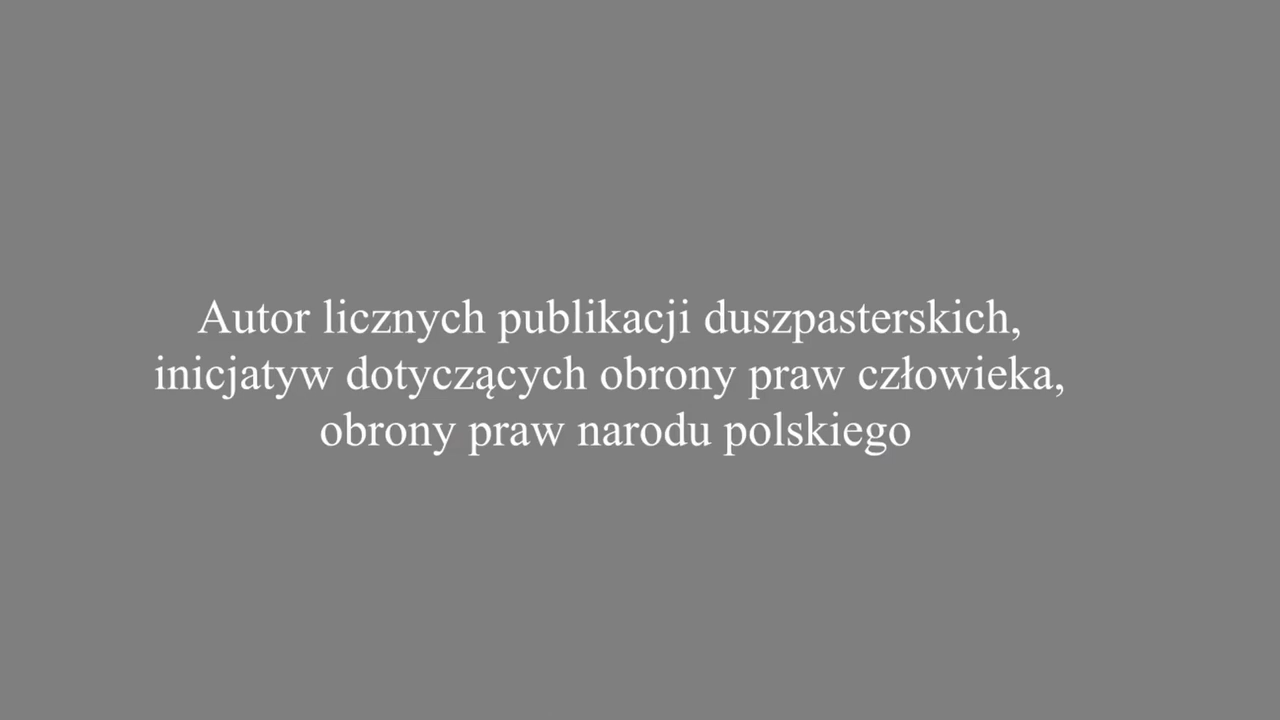 Autor licznych publikacji duszpasterskich,
inicjatyw dotyczących obrony praw człowieka,
obrony praw narodu polskiego